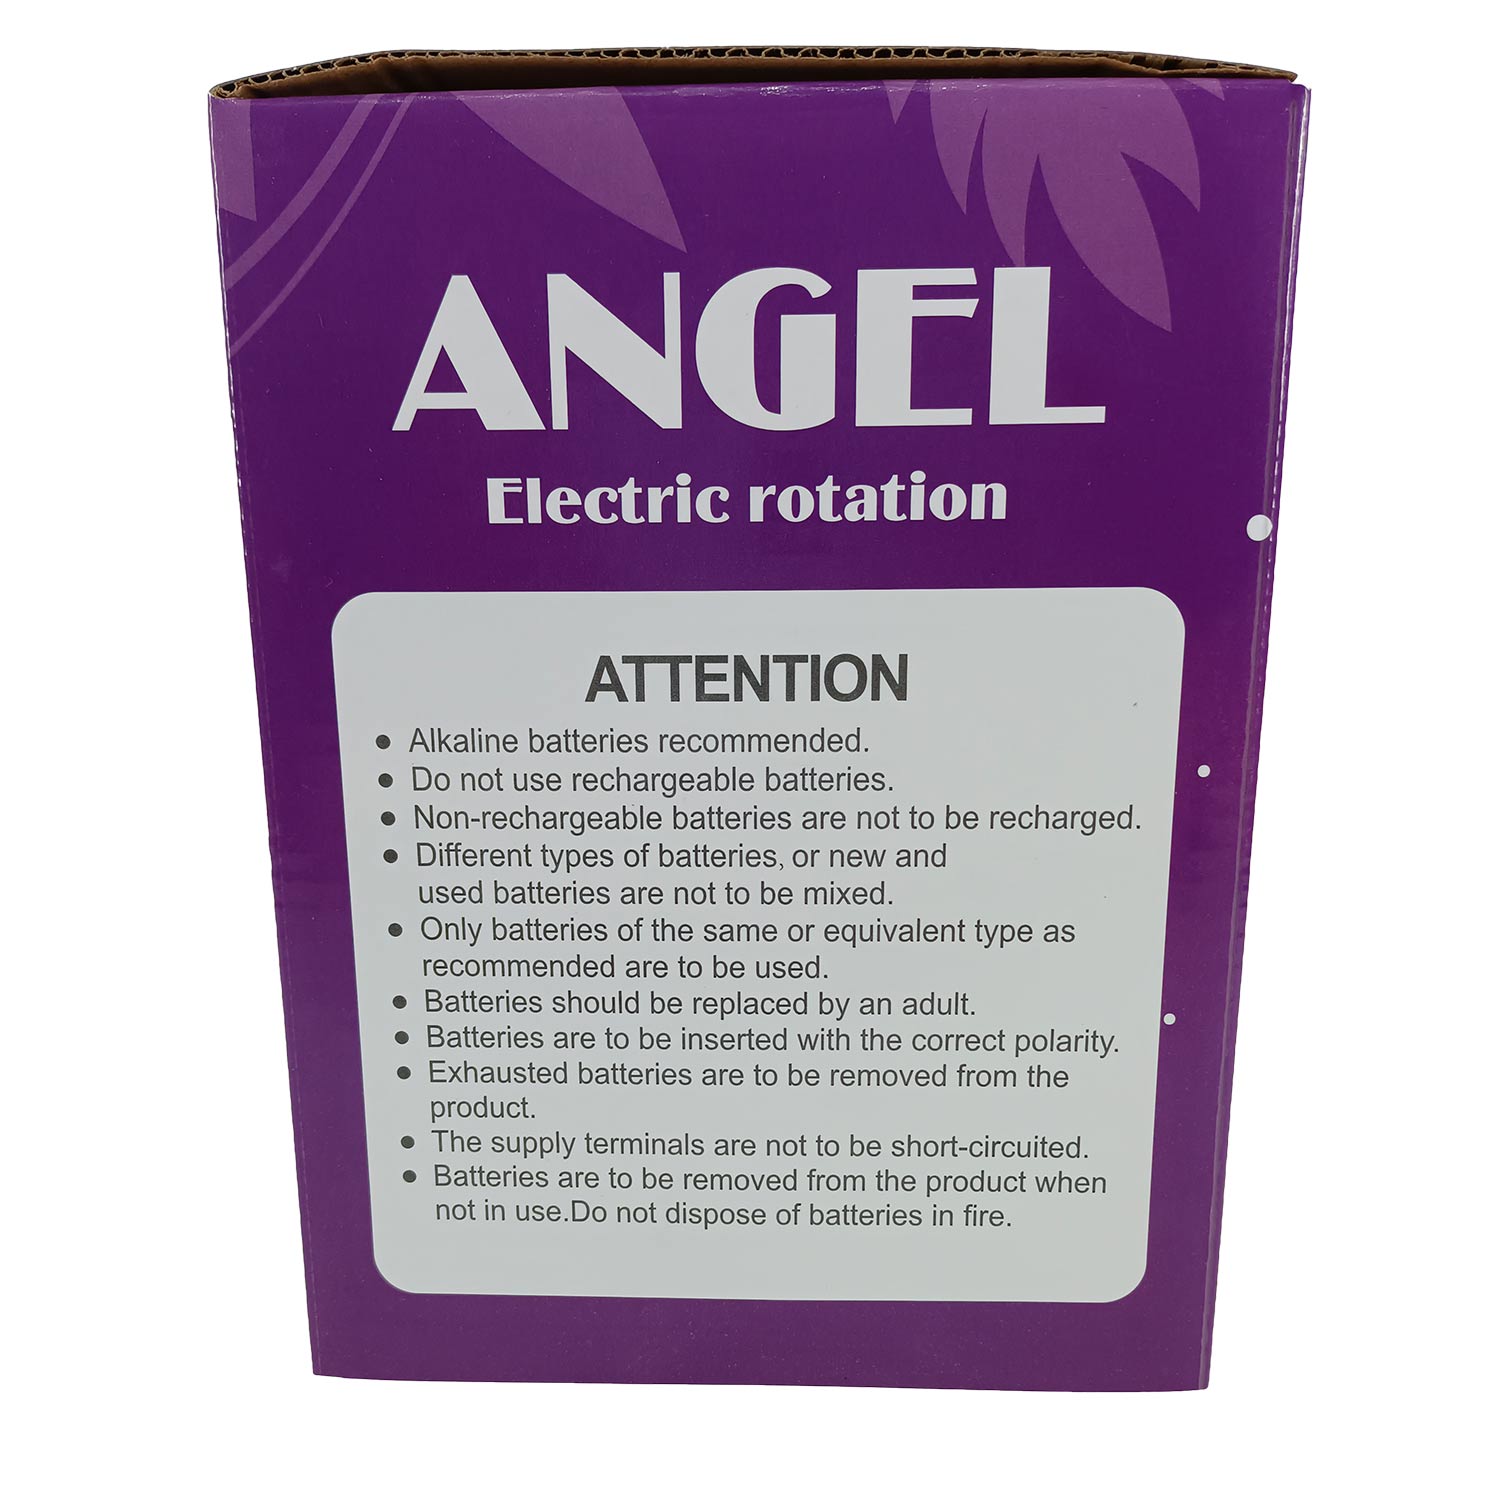 ANGEL
Electric rotation
ATTENTION
● Alkaline batteries recommended.
● Do not use rechargeable batteries.
● Non-rechargeable batteries are not to be recharged.
● Different types of batteries, or new and
used batteries are not to be mixed.
● Only batteries of the same or equivalent type as
recommended are to be used.
● Batteries should be replaced by an adult.
● Batteries are to be inserted with the correct polarity.
● Exhausted batteries are to be removed from the
product.
● The supply terminals are not to be short-circuited.
● Batteries are to be removed from the product when
not in use.Do not dispose of batteries in fire.